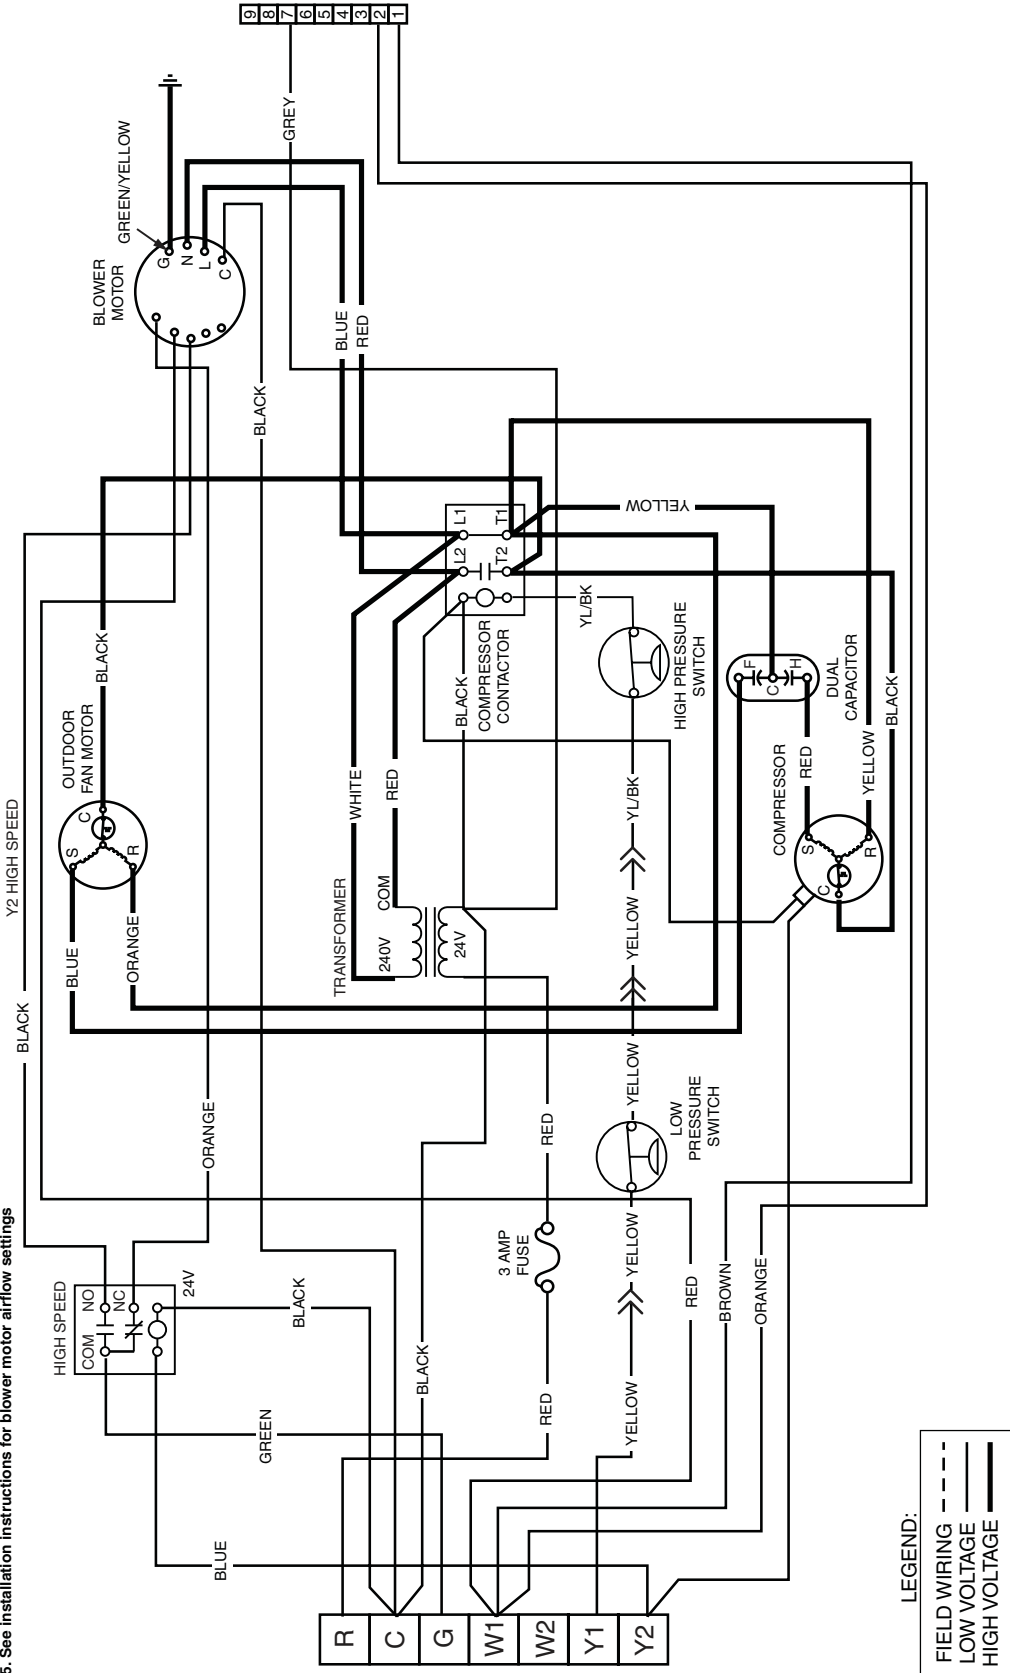 5. See installation instructions for blower motor airflow settings
9
8
7
6
5
4
3
2
1
GREY
GREEN/YELLOW
BLOWER
MOTOR
G
N
L
C
BLUE
RED
BLACK
Y2 HIGH SPEED
BLACK
OUTDOOR
FAN MOTOR
BLACK
C
S
R
BLUE
ORANGE
L1
L2
T1
T2
YELLOW
COMPRESSOR
CONTACTOR
BLACK
YL/BK
HIGH PRESSURE
SWITCH
YL/BK
WHITE
RED
TRANSFORMER
COM
240V
24V
F
C
H
DUAL
CAPACITOR
BLACK
COMPRESSOR
RED
YELLOW
S
R
C
YELLOW
YELLOW
LOW
PRESSURE
SWITCH
YELLOW
YELLOW
ORANGE
RED
3 AMP
FUSE
RED
HIGH SPEED
COM
NO
NC
24V
BLACK
BLACK
GREEN
BLUE
RED
BROWN
ORANGE
R
C
G
W1
W2
Y1
Y2
LEGEND:
FIELD WIRING
LOW VOLTAGE
HIGH VOLTAGE